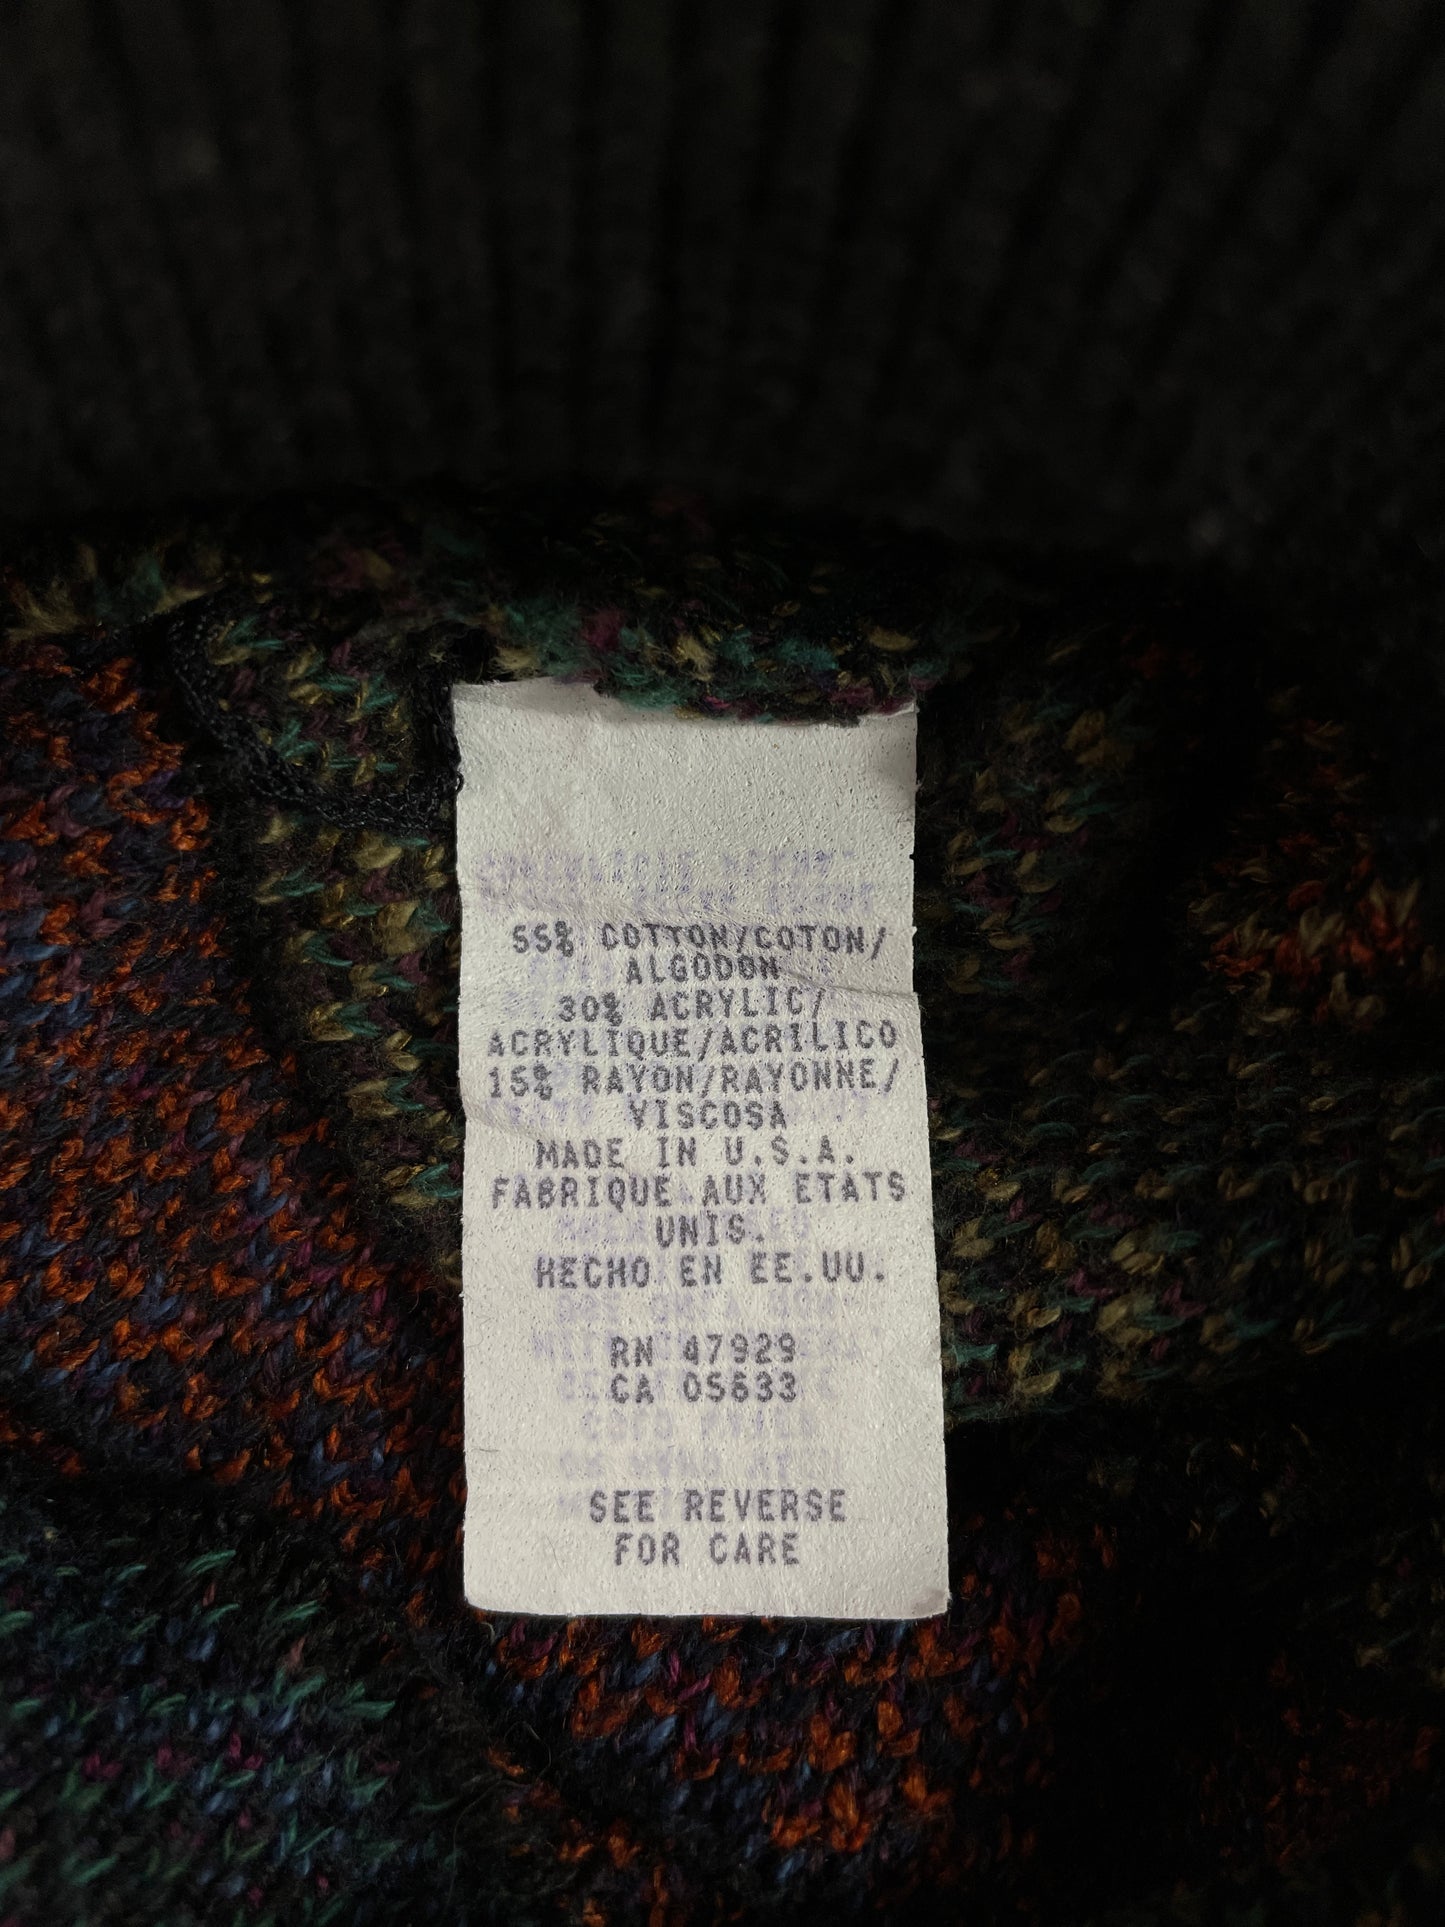 55% COTTON/COTON/
ALGODON
30% ACRYLIC/
ACRYLIQUE/ACRILICO
15% RAYON/RAYONNE/
VISCOSA
MADE IN U.S.A.
FABRIQUE AUX ETATS
UNIS.
HECHO EN EE.UU.
RN 47929
CA 05633
SEE REVERSE
FOR CARE